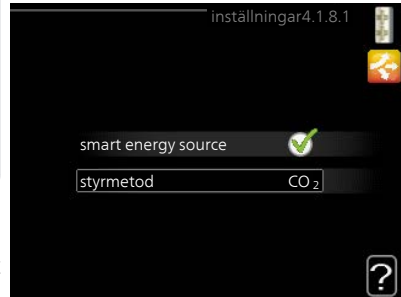 inställningar4.1.8.1
smart energy source
styrmetod CO₂
?